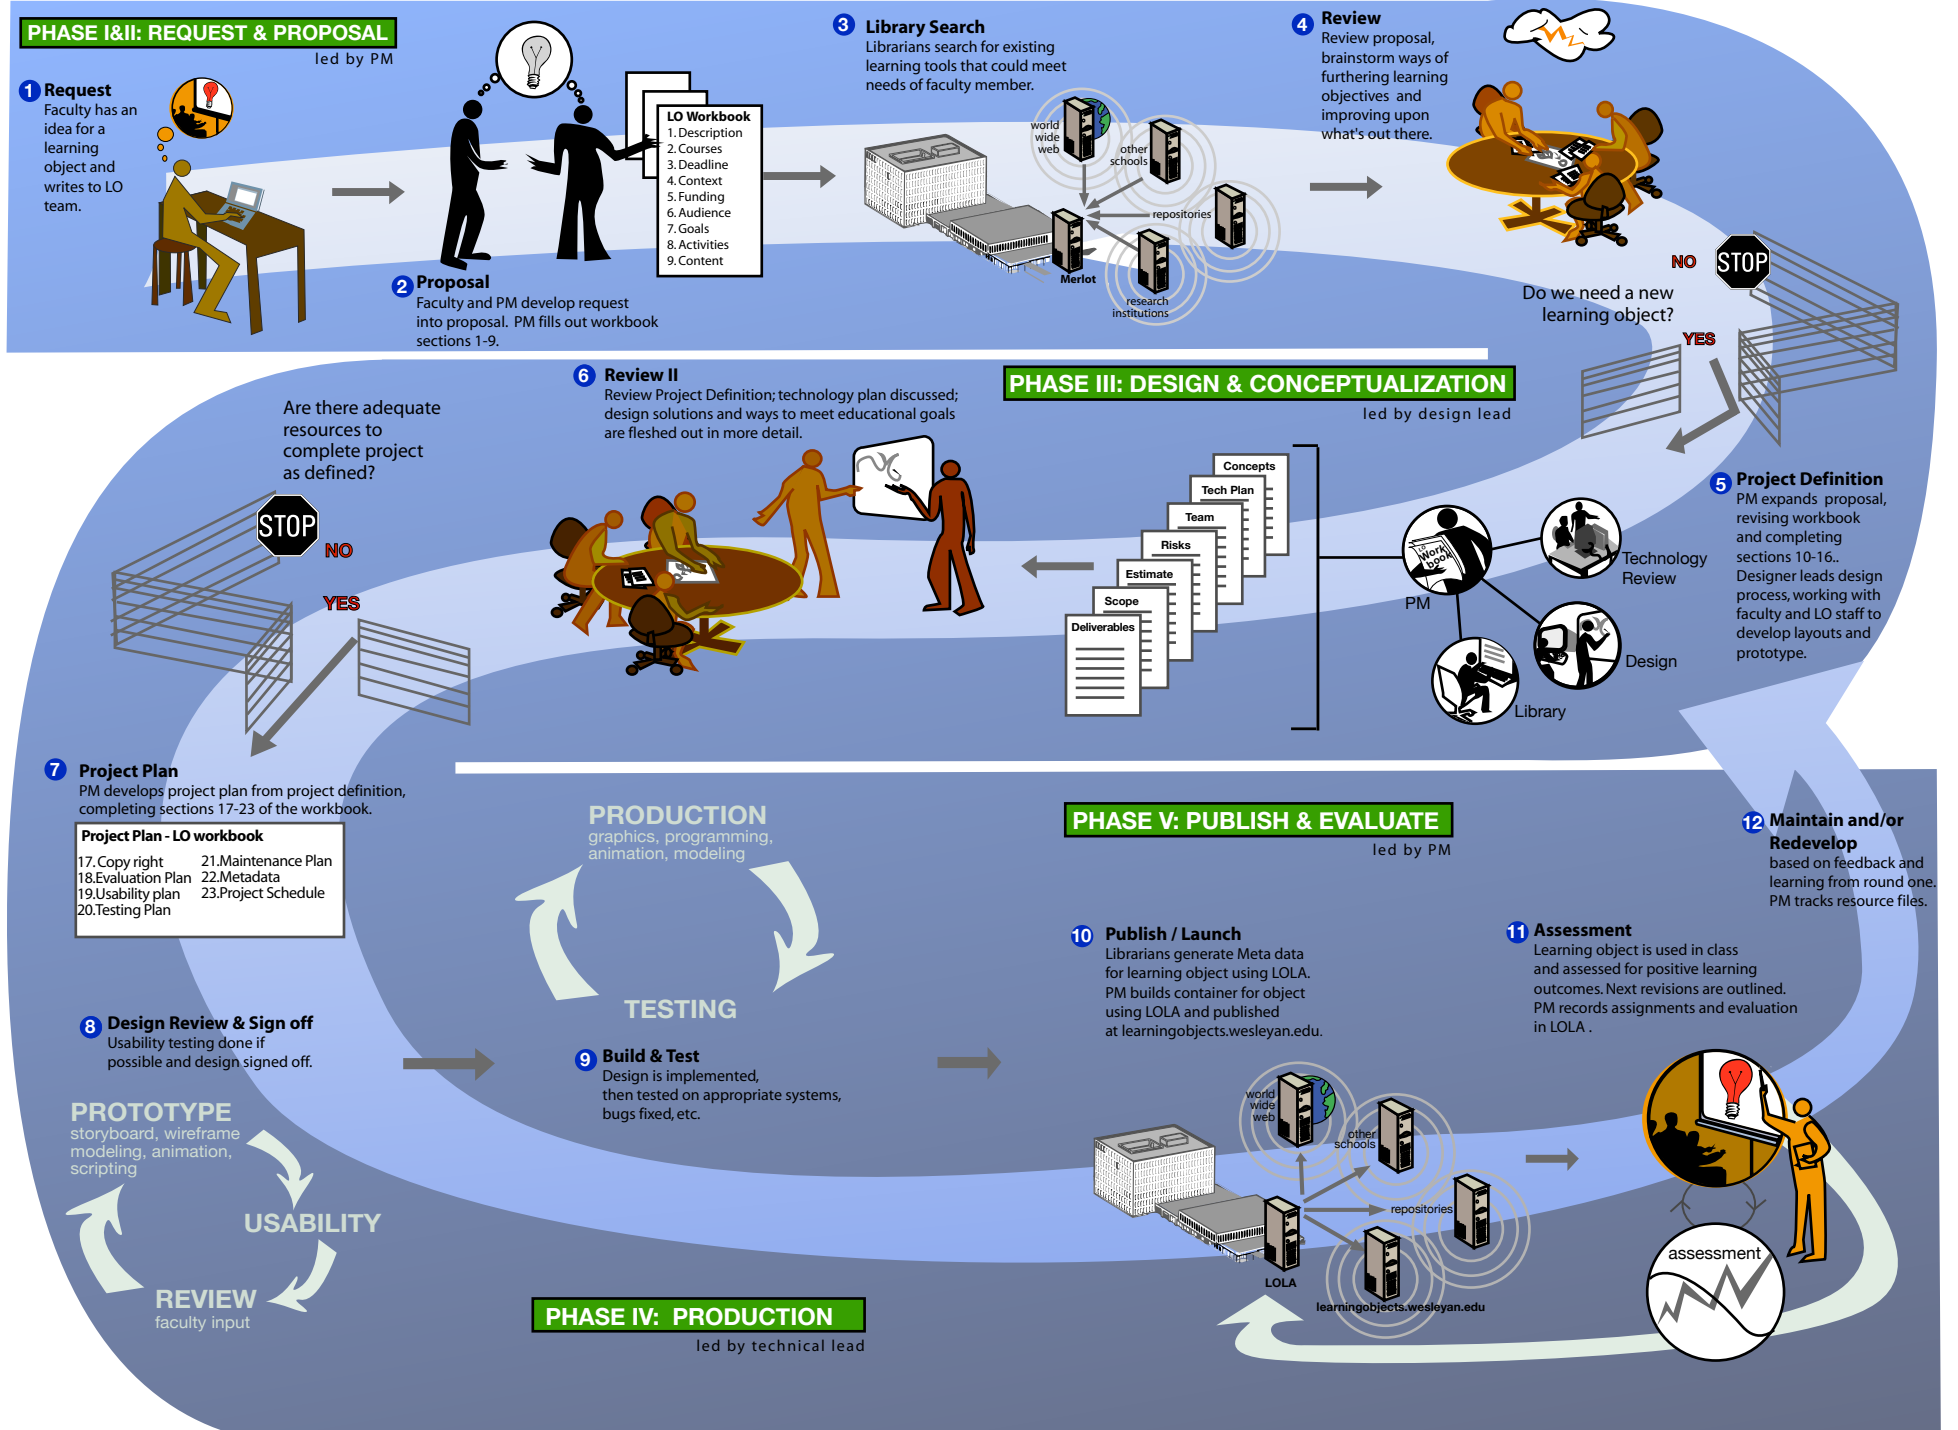 PHASE I&II: REQUEST & PROPOSAL
led by PM
1 Request
Faculty has an
idea for a
learning
object and
writes to LO
team.
2 Proposal
Faculty and PM develop request
into proposal. PM fills out workbook
sections 1-9.
LO Workbook
1. Description
2. Courses
3. Deadline
4. Context
5. Funding
6. Audience
7. Goals
8. Activities
9. Content
3 Library Search
Librarians search for existing
learning tools that could meet
needs of faculty member.
world
wide
web
other
schools
repositories
Merlot
research
institutions
4 Review
Review proposal,
brainstorm ways of
furthering learning
objectives and
improving upon
what's out there.
NO
STOP
Do we need a new
learning object?
YES
PHASE III: DESIGN & CONCEPTUALIZATION
led by design lead
5 Project Definition
PM expands proposal,
revising workbook
and completing
sections 10-16..
Designer leads design
process, working with
faculty and LO staff to
develop layouts and
prototype.
LO
Work
book
PM
Technology
Review
Design
Library
Concepts
Tech Plan
Team
Risks
Estimate
Scope
Deliverables
6 Review II
Review Project Definition; technology plan discussed;
design solutions and ways to meet educational goals
are fleshed out in more detail.
Are there adequate
resources to
complete project
as defined?
STOP
NO
YES
7 Project Plan
PM develops project plan from project definition,
completing sections 17-23 of the workbook.
Project Plan - LO workbook
17. Copy right
18.Evaluation Plan
19.Usability plan
20.Testing Plan
21.Maintenance Plan
22.Metadata
23.Project Schedule
8 Design Review & Sign off
Usability testing done if
possible and design signed off.
PROTOTYPE
storyboard, wireframe
modeling, animation,
scripting
USABILITY
REVIEW
faculty input
PRODUCTION
graphics, programming,
animation, modeling
TESTING
9 Build & Test
Design is implemented,
then tested on appropriate systems,
bugs fixed, etc.
PHASE IV: PRODUCTION
led by technical lead
PHASE V: PUBLISH & EVALUATE
led by PM
10 Publish / Launch
Librarians generate Meta data
for learning object using LOLA.
PM builds container for object
using LOLA and published
at learningobjects.wesleyan.edu.
world
wide
web
other
schools
repositories
LOLA
learningobjects.wesleyan.edu
11 Assessment
Learning object is used in class
and assessed for positive learning
outcomes. Next revisions are outlined.
PM records assignments and evaluation
in LOLA .
assessment
12 Maintain and/or
Redevelop
based on feedback and
learning from round one.
PM tracks resource files.